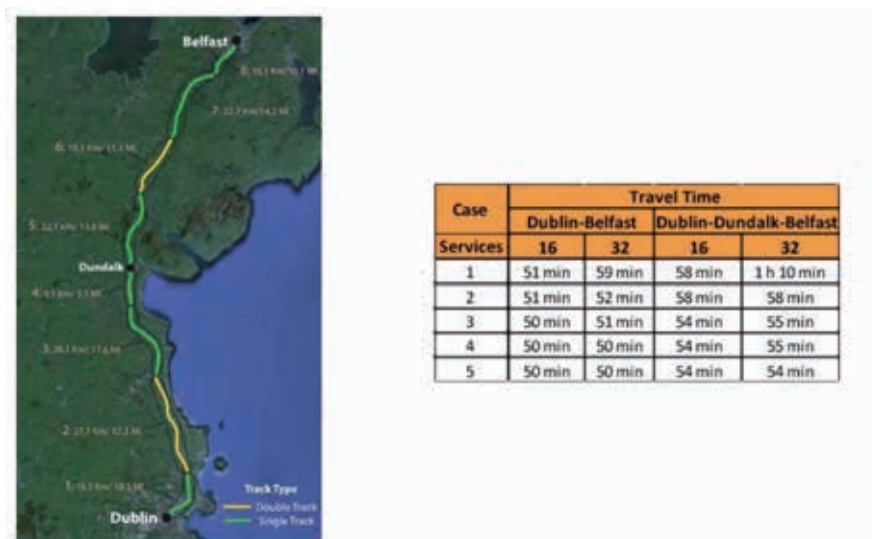 Belfast
Dundalk
Dublin
Track Type
Double Track
Single Track
Case Travel Time
Dublin-Belfast Dublin-Dundalk-Belfast
Services 16 32 16 32
1 51 min 59 min 58 min 1 h 10 min
2 51 min 52 min 58 min 58 min
3 50 min 51 min 54 min 55 min
4 50 min 50 min 54 min 55 min
5 50 min 50 min 54 min 54 min